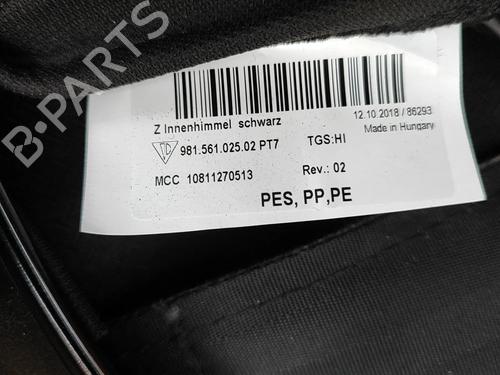 B-PARTS
Z Innenhimmel schwarz
12.10.2018 / 86293
981.561.025.02 PT7
TGS:HI
Made in Hungary
MCC 10811270513
Rev.: 02
PES, PP,PE